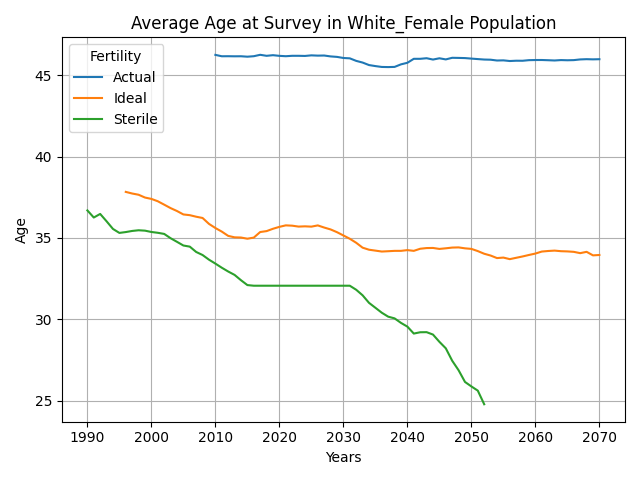 Average Age at Survey in White_Female Population
Fertility
Actual
Ideal
Sterile
Age
45
40
35
30
25
1990 2000 2010 2020 2030 2040 2050 2060 2070
Years